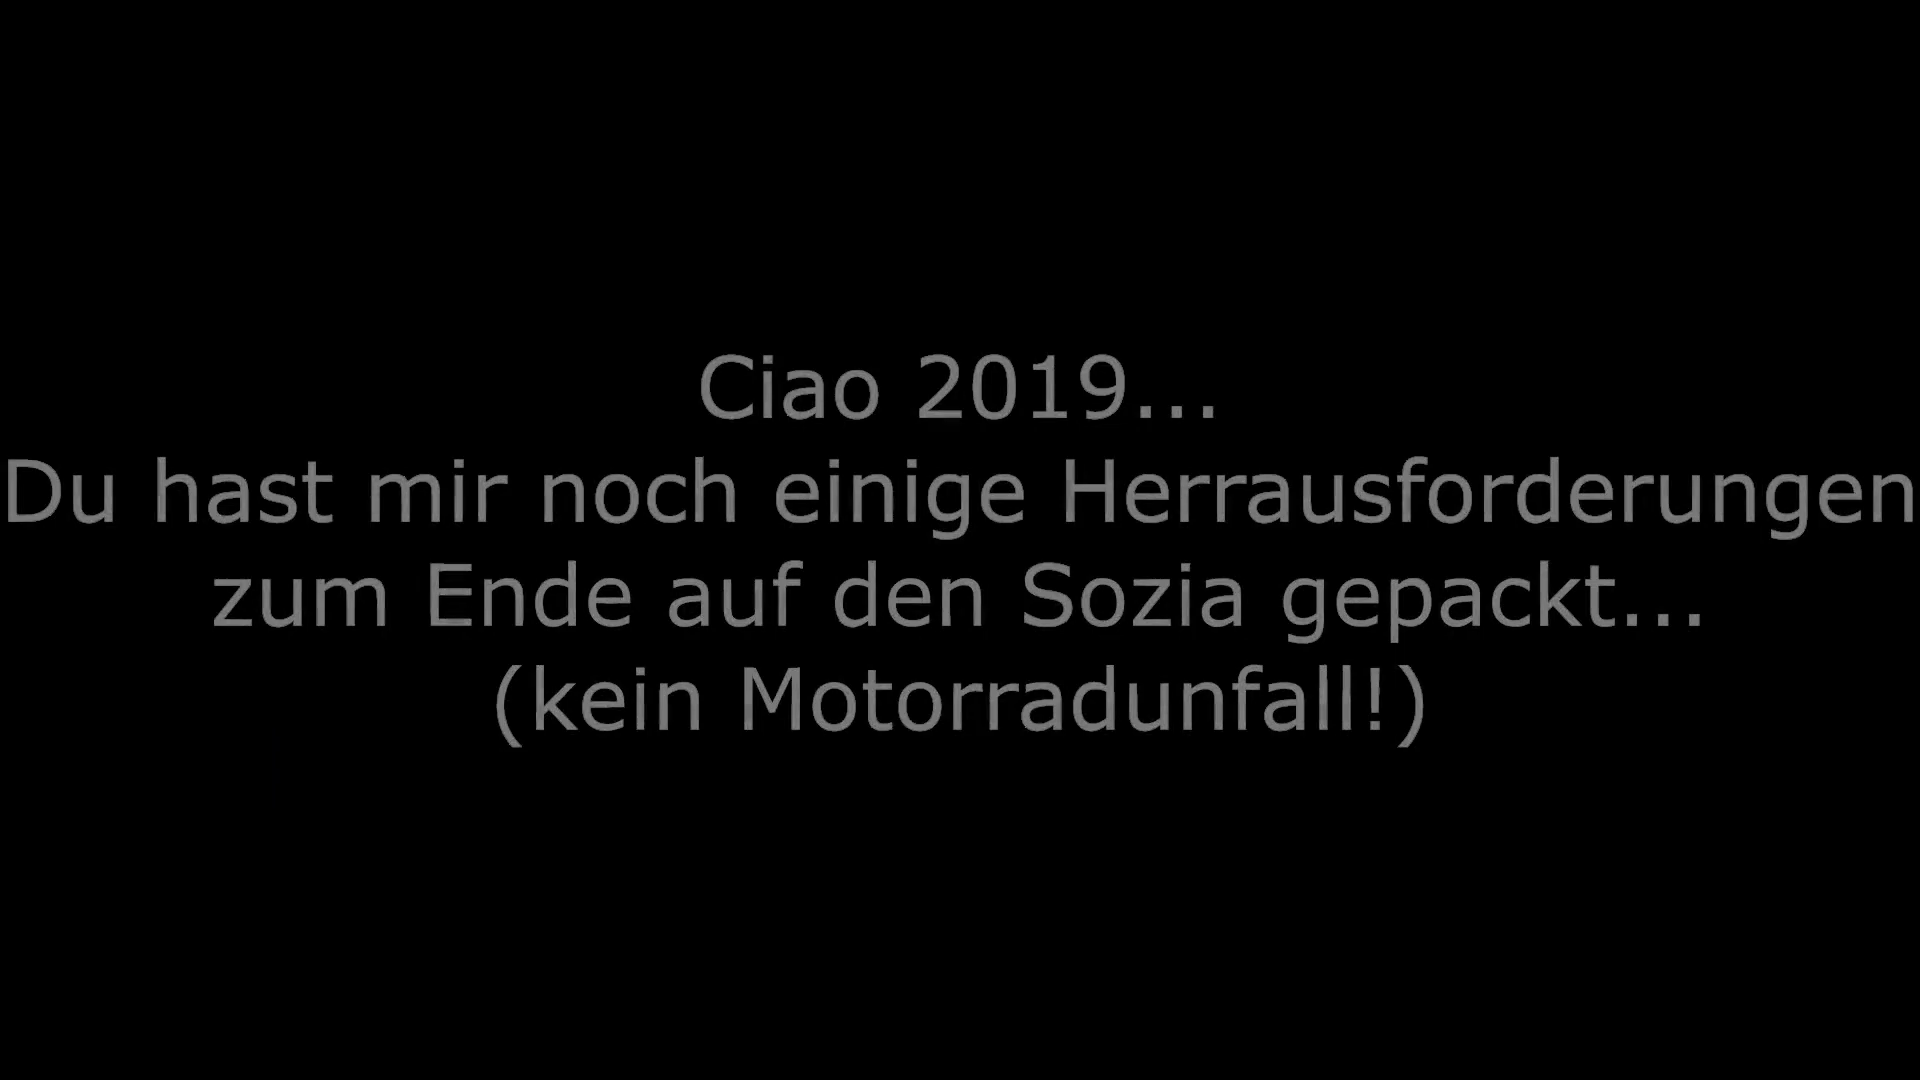 Ciao 2019...
Du hast mir noch einige Herrausforderungen
zum Ende auf den Sozia gepackt...
(kein Motorradunfall!)